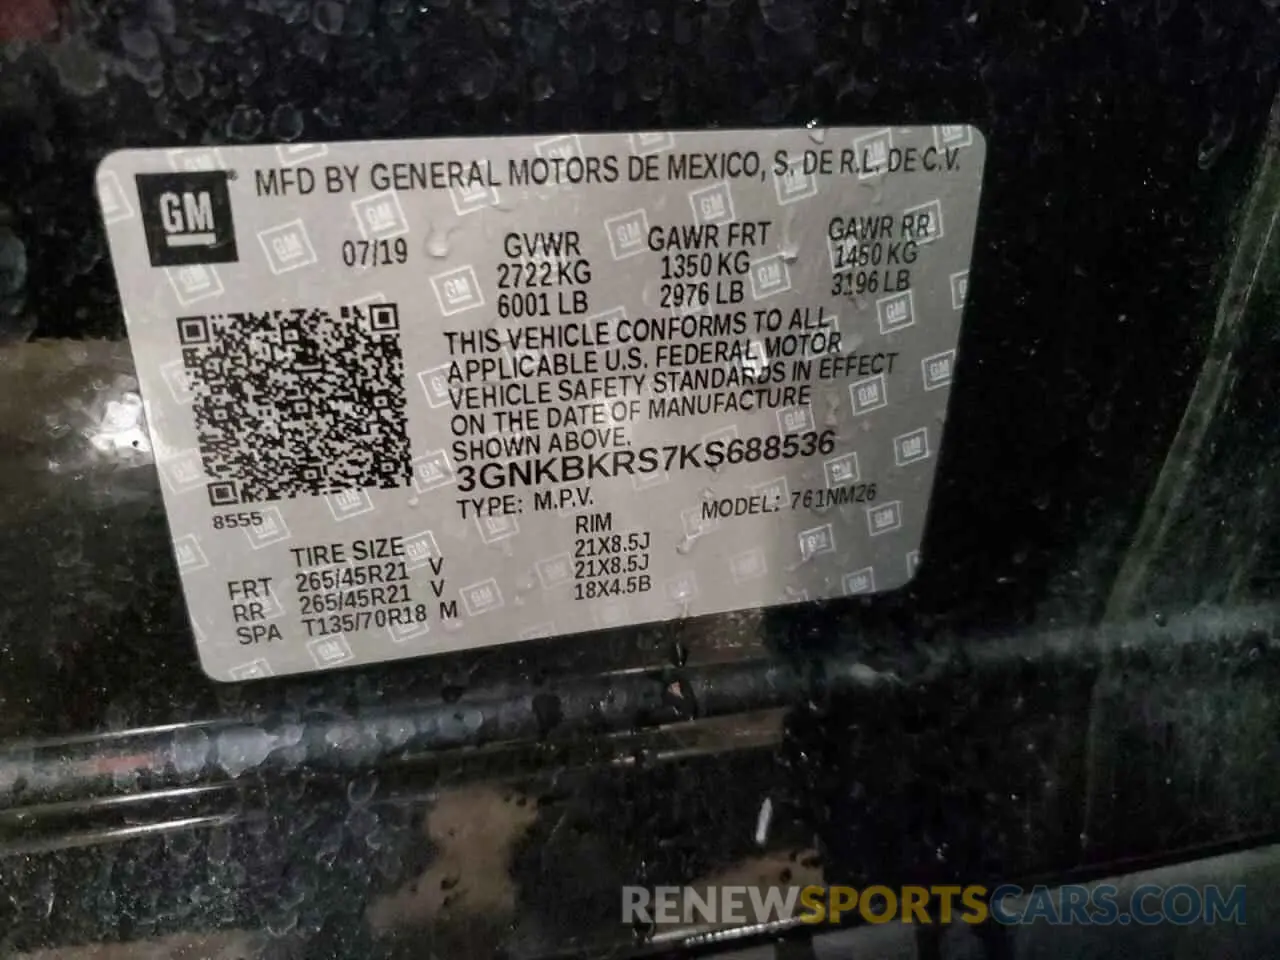 GM® MFD BY GENERAL MOTORS DE MEXICO, S. DE R.L. DE C.V.
07/19 GVWR GAWR FRT GAWR RR
2722 KG 1350 KG 1450 KG
6001 LB 2976 LB 3196 LB
THIS VEHICLE CONFORMS TO ALL
APPLICABLE U.S. FEDERAL MOTOR
VEHICLE SAFETY STANDARDS IN EFFECT
ON THE DATE OF MANUFACTURE
SHOWN ABOVE.
3GNKBKRS7KS688536
8555 TYPE: M.P.V. MODEL: 761NM26
TIRE SIZE RIM
FRT 265/45R21 V 21X8.5J
RR 265/45R21 V 21X8.5J
SPA T135/70R18 M 18X4.5B
RENEWSPORTSCARS.COM